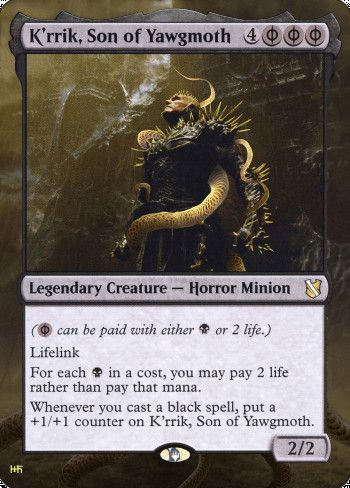 K'rrik, Son of Yawgmoth 4
Legendary Creature — Horror Minion
( can be paid with either or 2 life.)
Lifelink
For each in a cost, you may pay 2 life
rather than pay that mana.
Whenever you cast a black spell, put a
+1/+1 counter on K'rrik, Son of Yawgmoth.
2/2